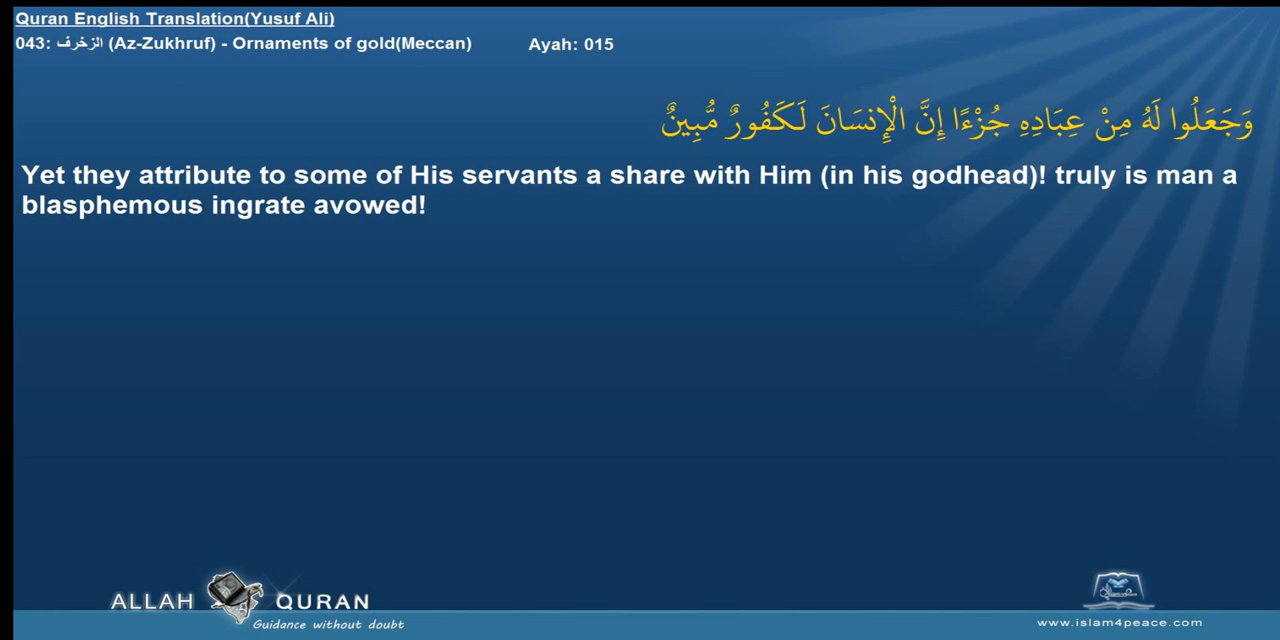 Quran English Translation(Yusuf Ali)
043: الزخرف (Az-Zukhruf) - Ornaments of gold(Meccan) Ayah: 015
وَجَعَلُوا لَهُ مِنْ عِبَادِهِ جُزْءًا إِنَّ الْإِنسَانَ لَكَفُورٌ مُّبِينٌ
Yet they attribute to some of His servants a share with Him (in his godhead)! truly is man a
blasphemous ingrate avowed!
ALLAH QURAN
Guidance without doubt
www.islam4peace.com